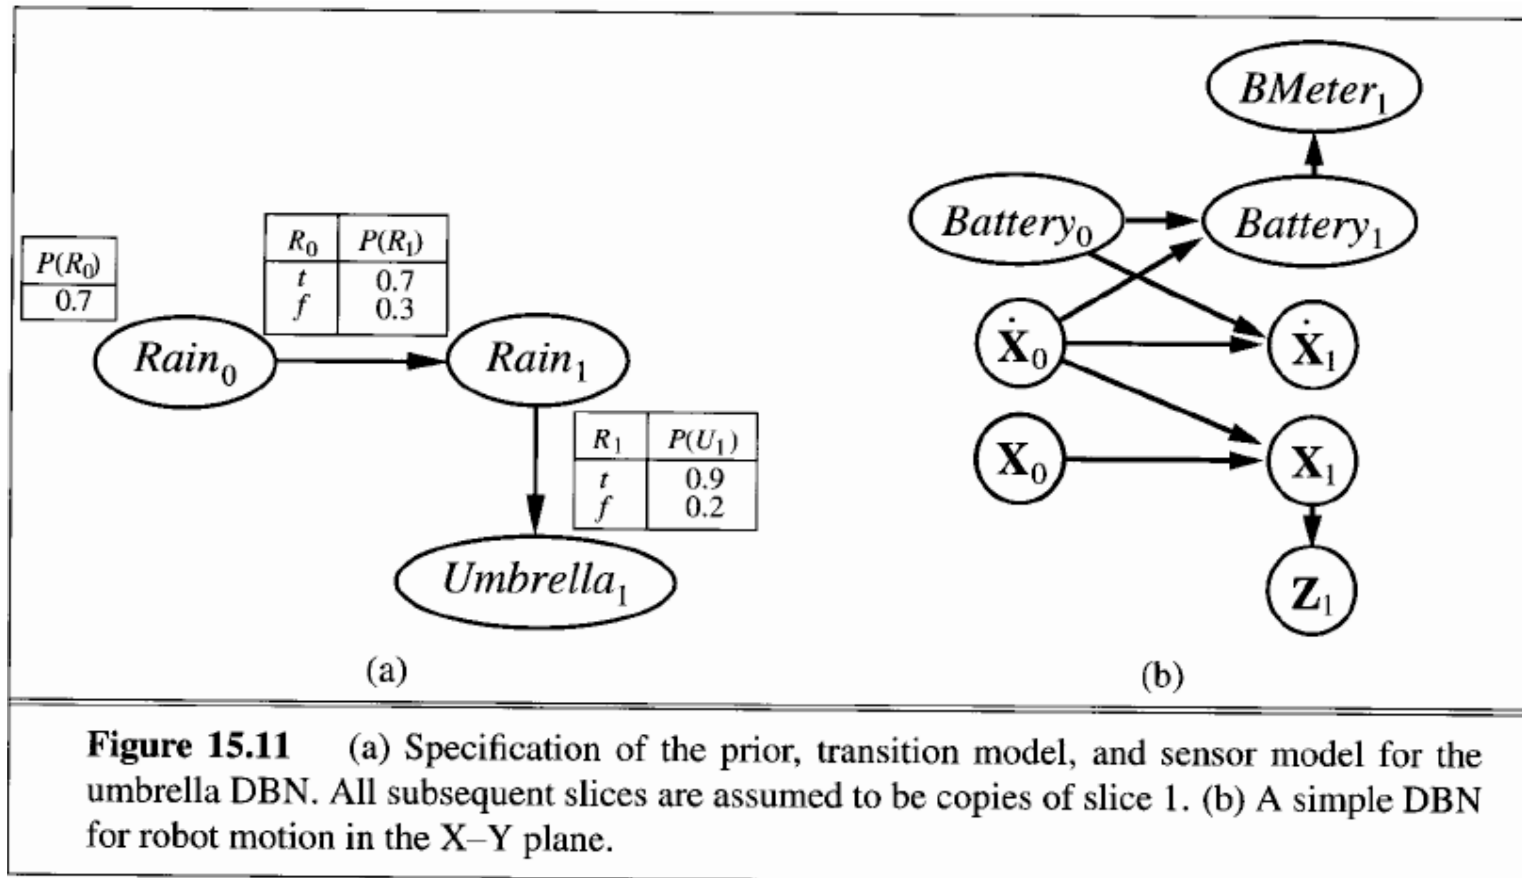 P(R₀)
0.7
R₀ P(R₁)
t 0.7
f 0.3
Rain₀
Rain₁
R₁ P(U₁)
t 0.9
f 0.2
Umbrella₁
(a)
BMeter₁
Battery₀
Battery₁
Ẋ₀
Ẋ₁
X₀
X₁
Z₁
(b)
Figure 15.11 (a) Specification of the prior, transition model, and sensor model for the
umbrella DBN. All subsequent slices are assumed to be copies of slice 1. (b) A simple DBN
for robot motion in the X–Y plane.